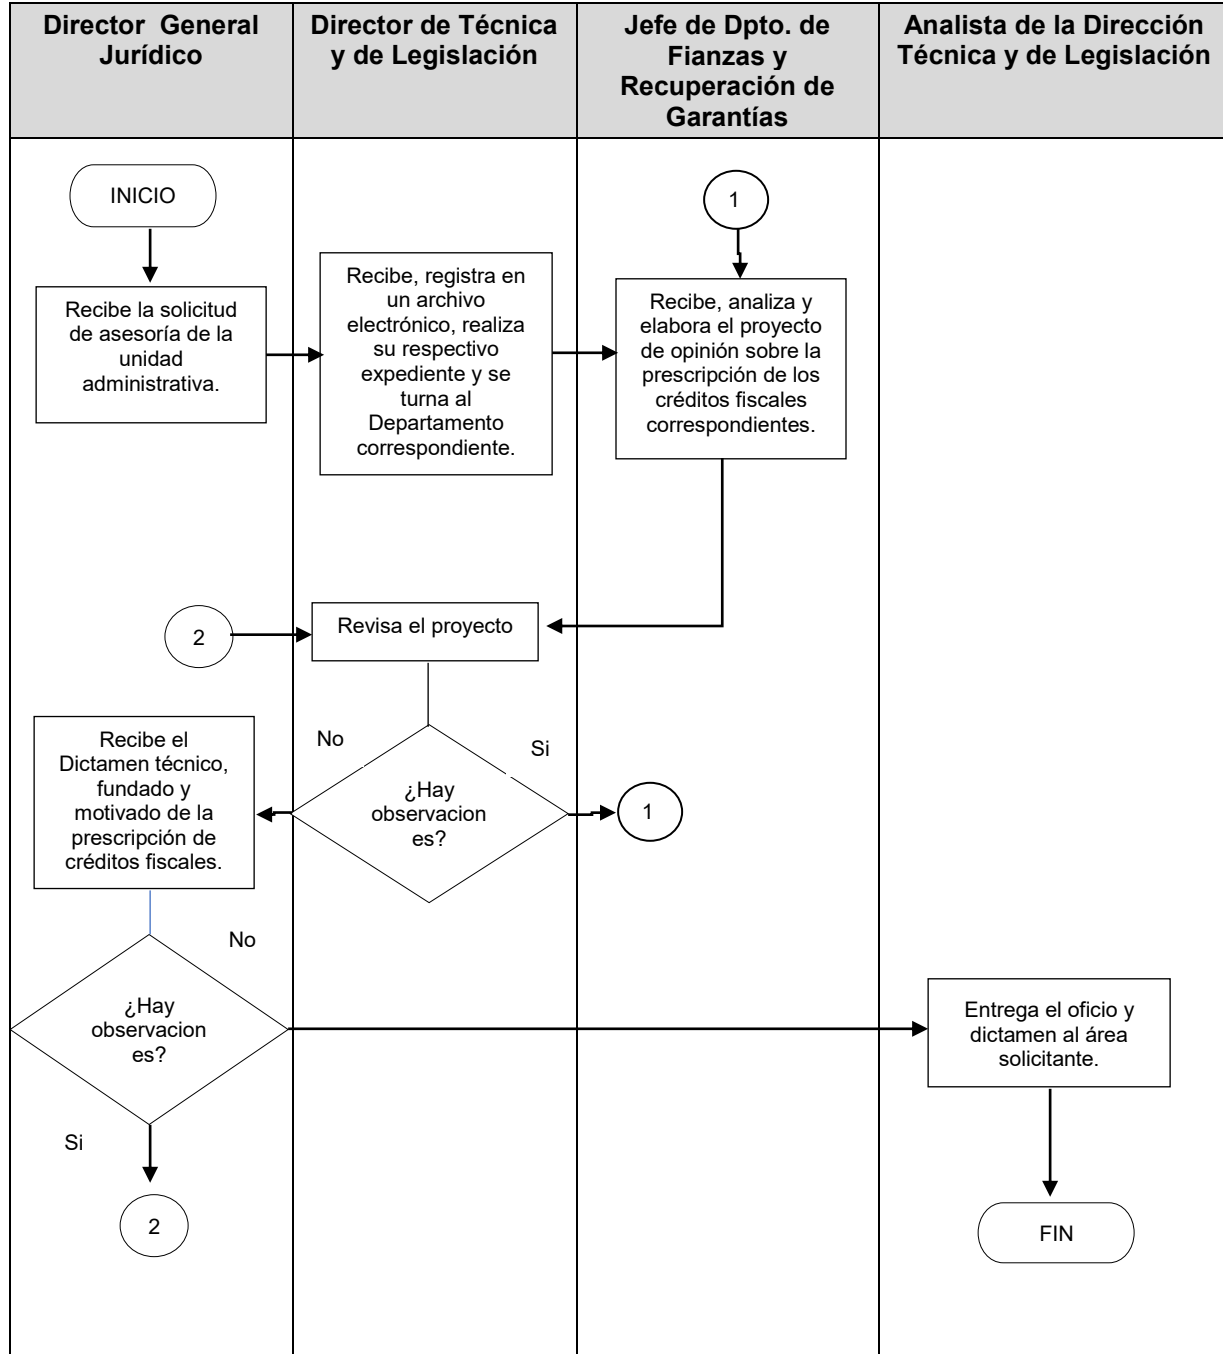 Director General
Jurídico
Director de Técnica
y de Legislación
Jefe de Dpto. de
Fianzas y
Recuperación de
Garantías
Analista de la Dirección
Técnica y de Legislación
INICIO
1
Recibe la solicitud
de asesoría de la
unidad
administrativa.
Recibe, registra en
un archivo
electrónico, realiza
su respectivo
expediente y se
turna al
Departamento
correspondiente.
Recibe, analiza y
elabora el proyecto
de opinión sobre la
prescripción de los
créditos fiscales
correspondientes.
2
Revisa el proyecto
No
Si
Recibe el
Dictamen técnico,
fundado y
motivado de la
prescripción de
créditos fiscales.
¿Hay
observacion
es?
1
No
¿Hay
observacion
es?
Entrega el oficio y
dictamen al área
solicitante.
Si
2
FIN